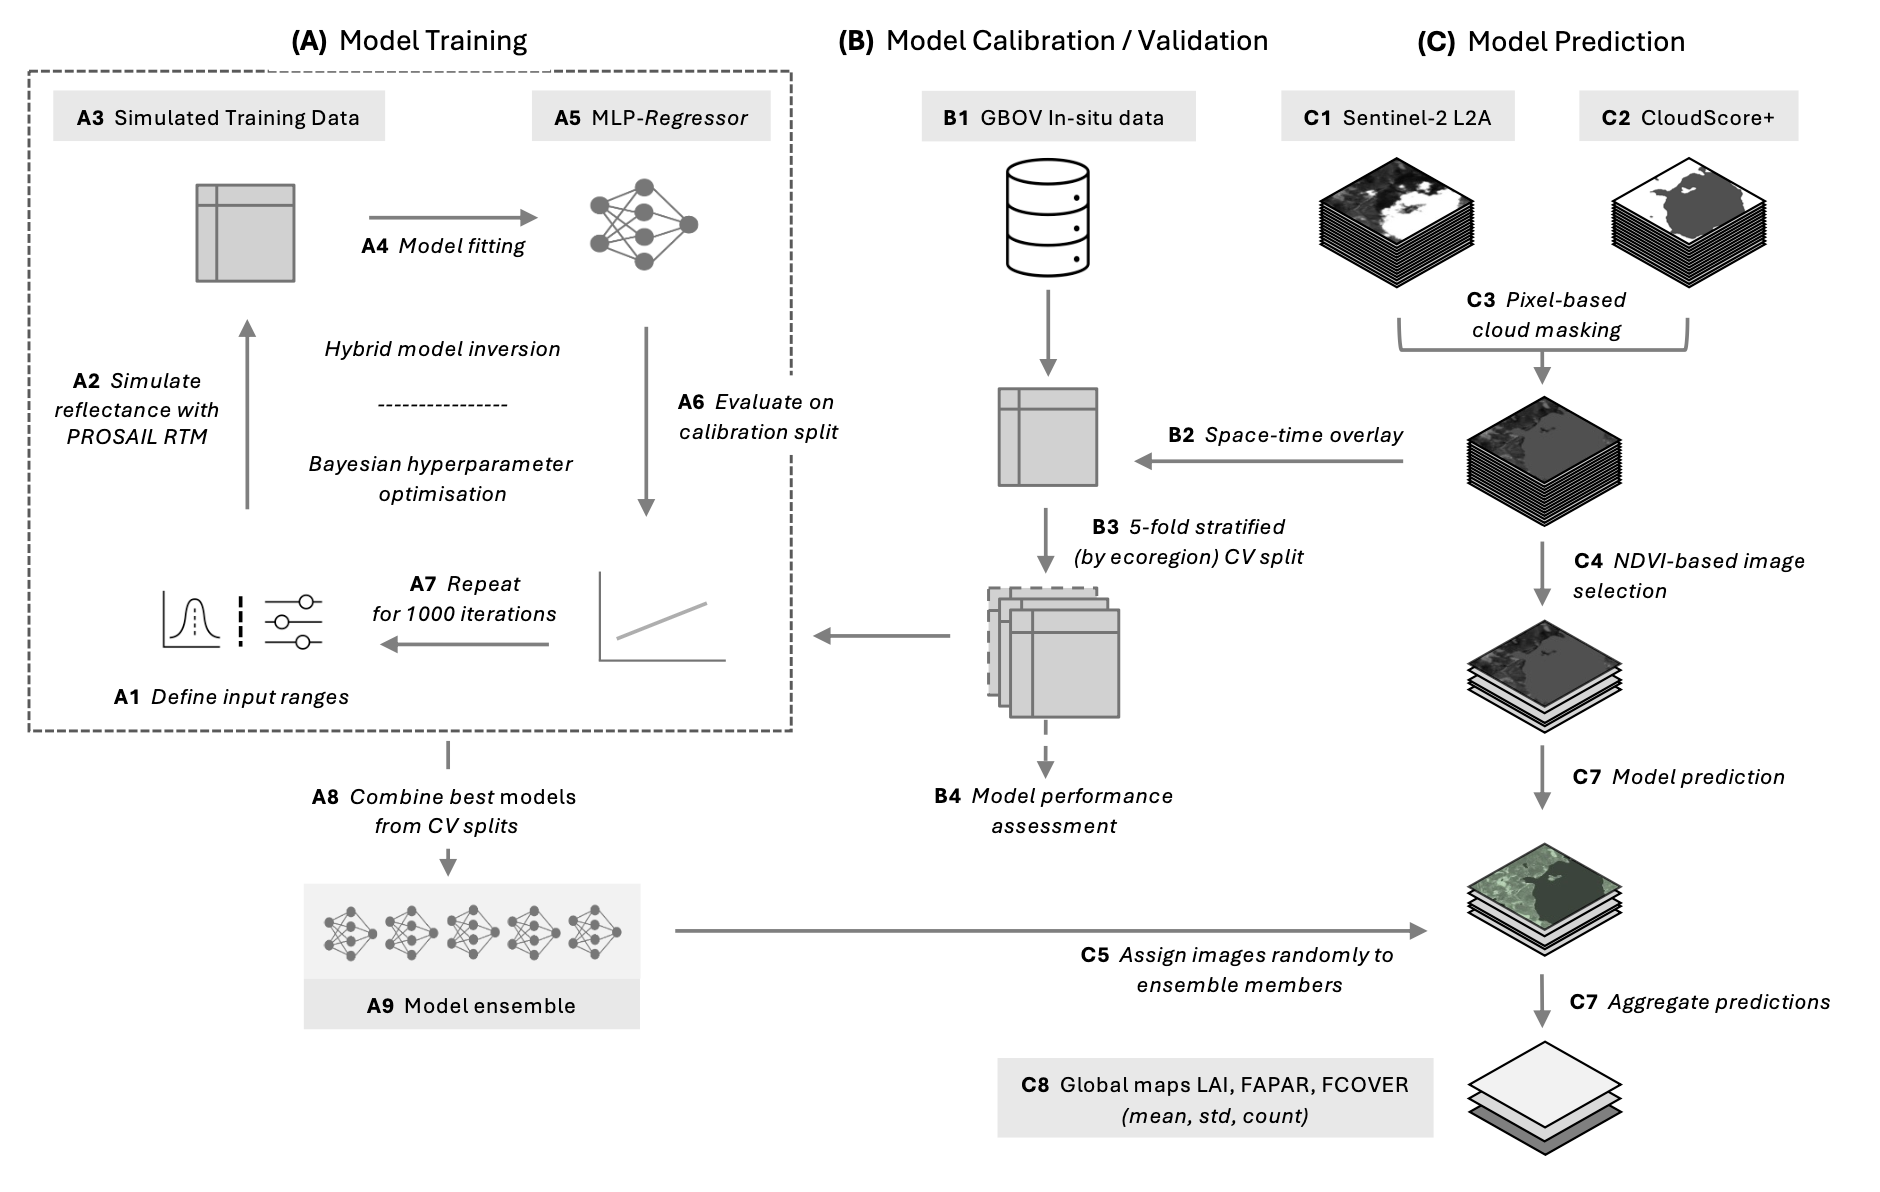 (A) Model Training
A3 Simulated Training Data
A5 MLP-Regressor
A4 Model fitting
Hybrid model inversion
----------------
Bayesian hyperparameter
optimisation
A2 Simulate
reflectance with
PROSAIL RTM
A6 Evaluate on
calibration split
A7 Repeat
for 1000 iterations
A1 Define input ranges
A8 Combine best models
from CV splits
A9 Model ensemble
(B) Model Calibration / Validation
B1 GBOV In-situ data
B2 Space-time overlay
B3 5-fold stratified
(by ecoregion) CV split
B4 Model performance
assessment
(C) Model Prediction
C1 Sentinel-2 L2A
C2 CloudScore+
C3 Pixel-based
cloud masking
C4 NDVI-based image
selection
C7 Model prediction
C5 Assign images randomly to
ensemble members
C7 Aggregate predictions
C8 Global maps LAI, FAPAR, FCOVER
(mean, std, count)